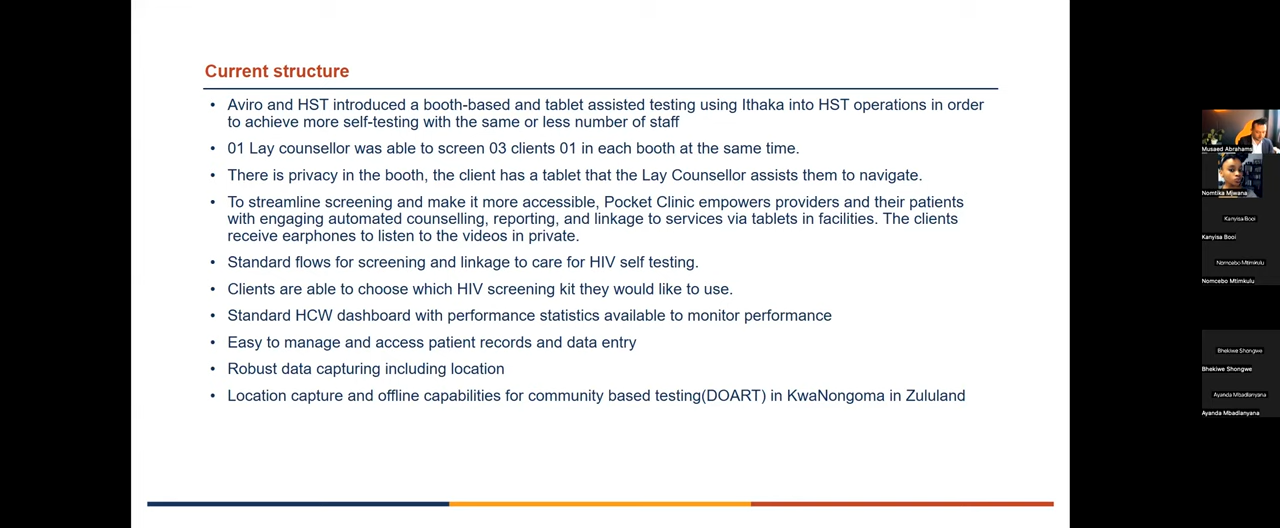 Current structure
• Aviro and HST introduced a booth-based and tablet assisted testing using Ithaka into HST operations in order
to achieve more self-testing with the same or less number of staff
• 01 Lay counsellor was able to screen 03 clients 01 in each booth at the same time.
• There is privacy in the booth, the client has a tablet that the Lay Counsellor assists them to navigate.
• To streamline screening and make it more accessible, Pocket Clinic empowers providers and their patients
with engaging automated counselling, reporting, and linkage to services via tablets in facilities. The clients
receive earphones to listen to the videos in private.
• Standard flows for screening and linkage to care for HIV self testing.
• Clients are able to choose which HIV screening kit they would like to use.
• Standard HCW dashboard with performance statistics available to monitor performance
• Easy to manage and access patient records and data entry
• Robust data capturing including location
• Location capture and offline capabilities for community based testing(DOART) in KwaNongoma in Zululand
Musaed Abrahams
Nomtika Mjwana
Kanyisa Booi
Kanyisa Booi
Nomcebo Mtimkulu
Nomcebo Mtimkulu
Bhekiwe Shongwe
Bhekiwe Shongwe
Ayanda Mbadlanyana
Ayanda Mbadlanyana